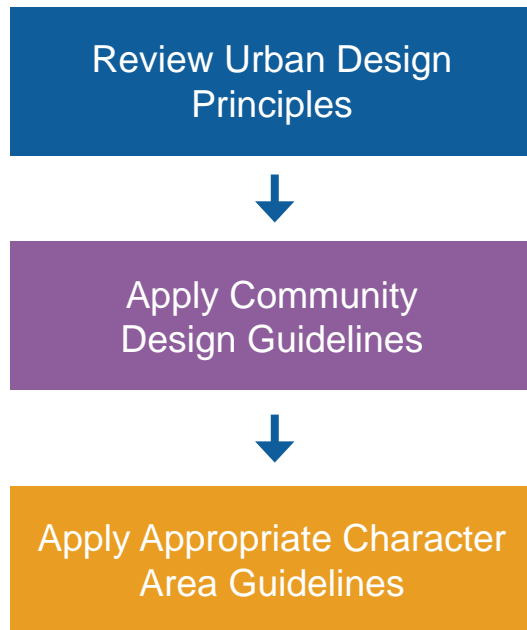 Review Urban Design
Principles
Apply Community
Design Guidelines
Apply Appropriate Character
Area Guidelines